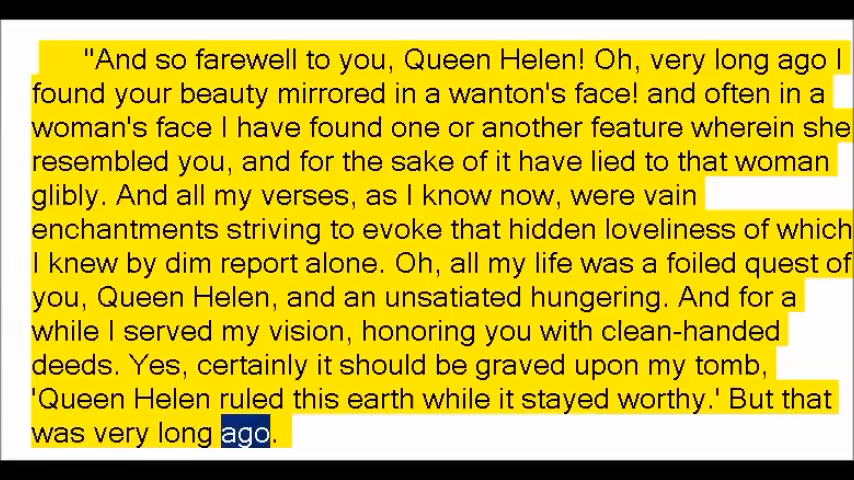 "And so farewell to you, Queen Helen! Oh, very long ago I
found your beauty mirrored in a wanton's face! and often in a
woman's face I have found one or another feature wherein she
resembled you, and for the sake of it have lied to that woman
glibly. And all my verses, as I know now, were vain
enchantments striving to evoke that hidden loveliness of which
I knew by dim report alone. Oh, all my life was a foiled quest of
you, Queen Helen, and an unsatiated hungering. And for a
while I served my vision, honoring you with clean-handed
deeds. Yes, certainly it should be graved upon my tomb,
'Queen Helen ruled this earth while it stayed worthy.' But that
was very long ago.